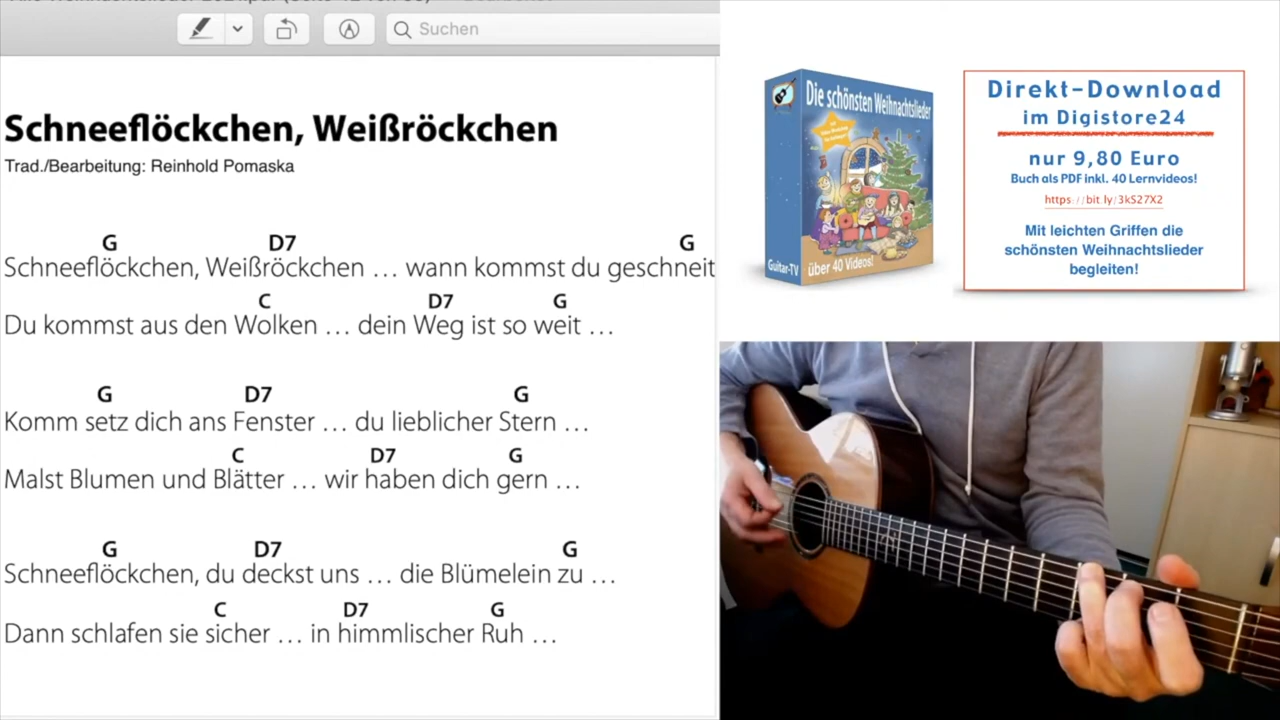 Suchen
Schneeflöckchen, Weißröckchen
Trad./Bearbeitung: Reinhold Pomaska
G D7 G
Schneeflöckchen, Weißröckchen … wann kommst du geschneit
C D7 G
Du kommst aus den Wolken … dein Weg ist so weit …
G D7 G
Komm setz dich ans Fenster … du lieblicher Stern …
C D7 G
Malst Blumen und Blätter … wir haben dich gern …
G D7 G
Schneeflöckchen, du deckst uns … die Blümelein zu …
C D7 G
Dann schlafen sie sicher … in himmlischer Ruh …
Die schönsten Weihnachtslieder
Guitar-TV
über 40 Videos!
Direkt-Download
im Digistore24
nur 9,80 Euro
Buch als PDF inkl. 40 Lernvideos!
https://bit.ly/3kS27X2
Mit leichten Griffen die
schönsten Weihnachtslieder
begleiten!